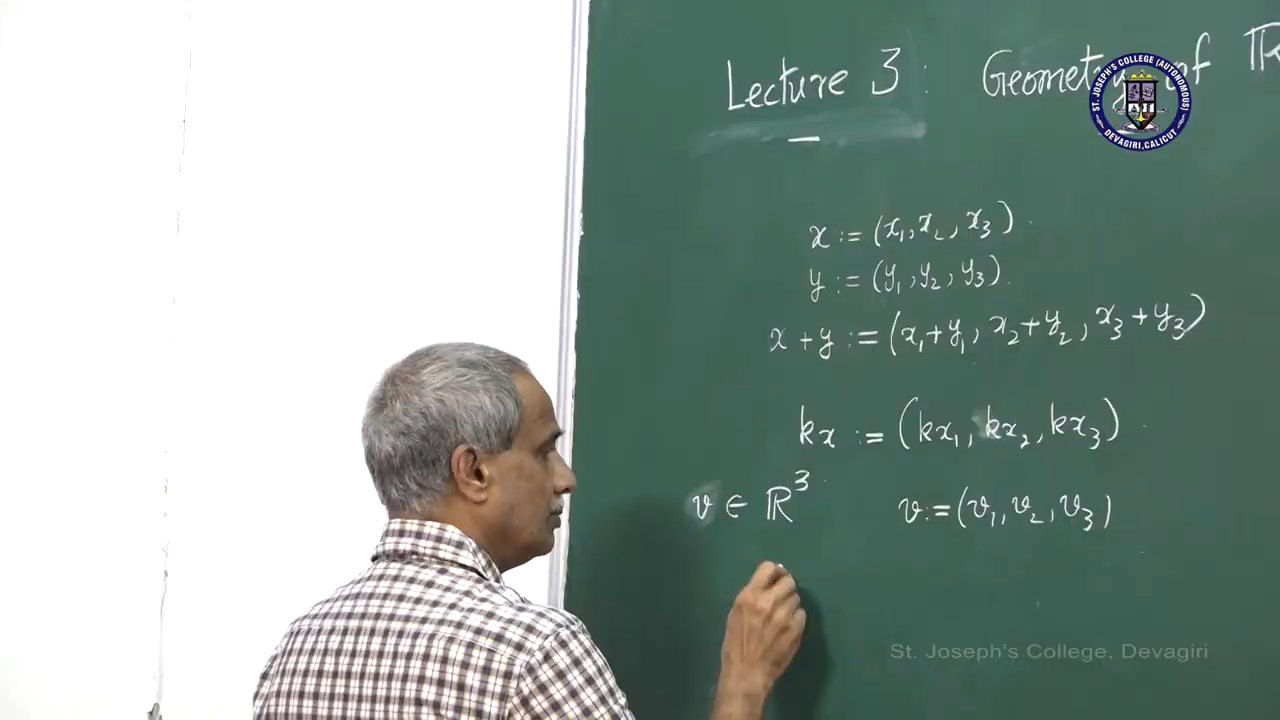 Lecture 3 : Geometry of
ST. JOSEPH'S COLLEGE (AUTONOMOUS)
DEVAGIRI, CALICUT
x := (x₁, x₂, x₃)
y := (y₁, y₂, y₃)
x + y := (x₁+y₁, x₂+y₂, x₃+y₃)
kx := (kx₁, kx₂, kx₃)
v ∈ ℝ³ v := (v₁, v₂, v₃)
St. Joseph's College, Devagiri